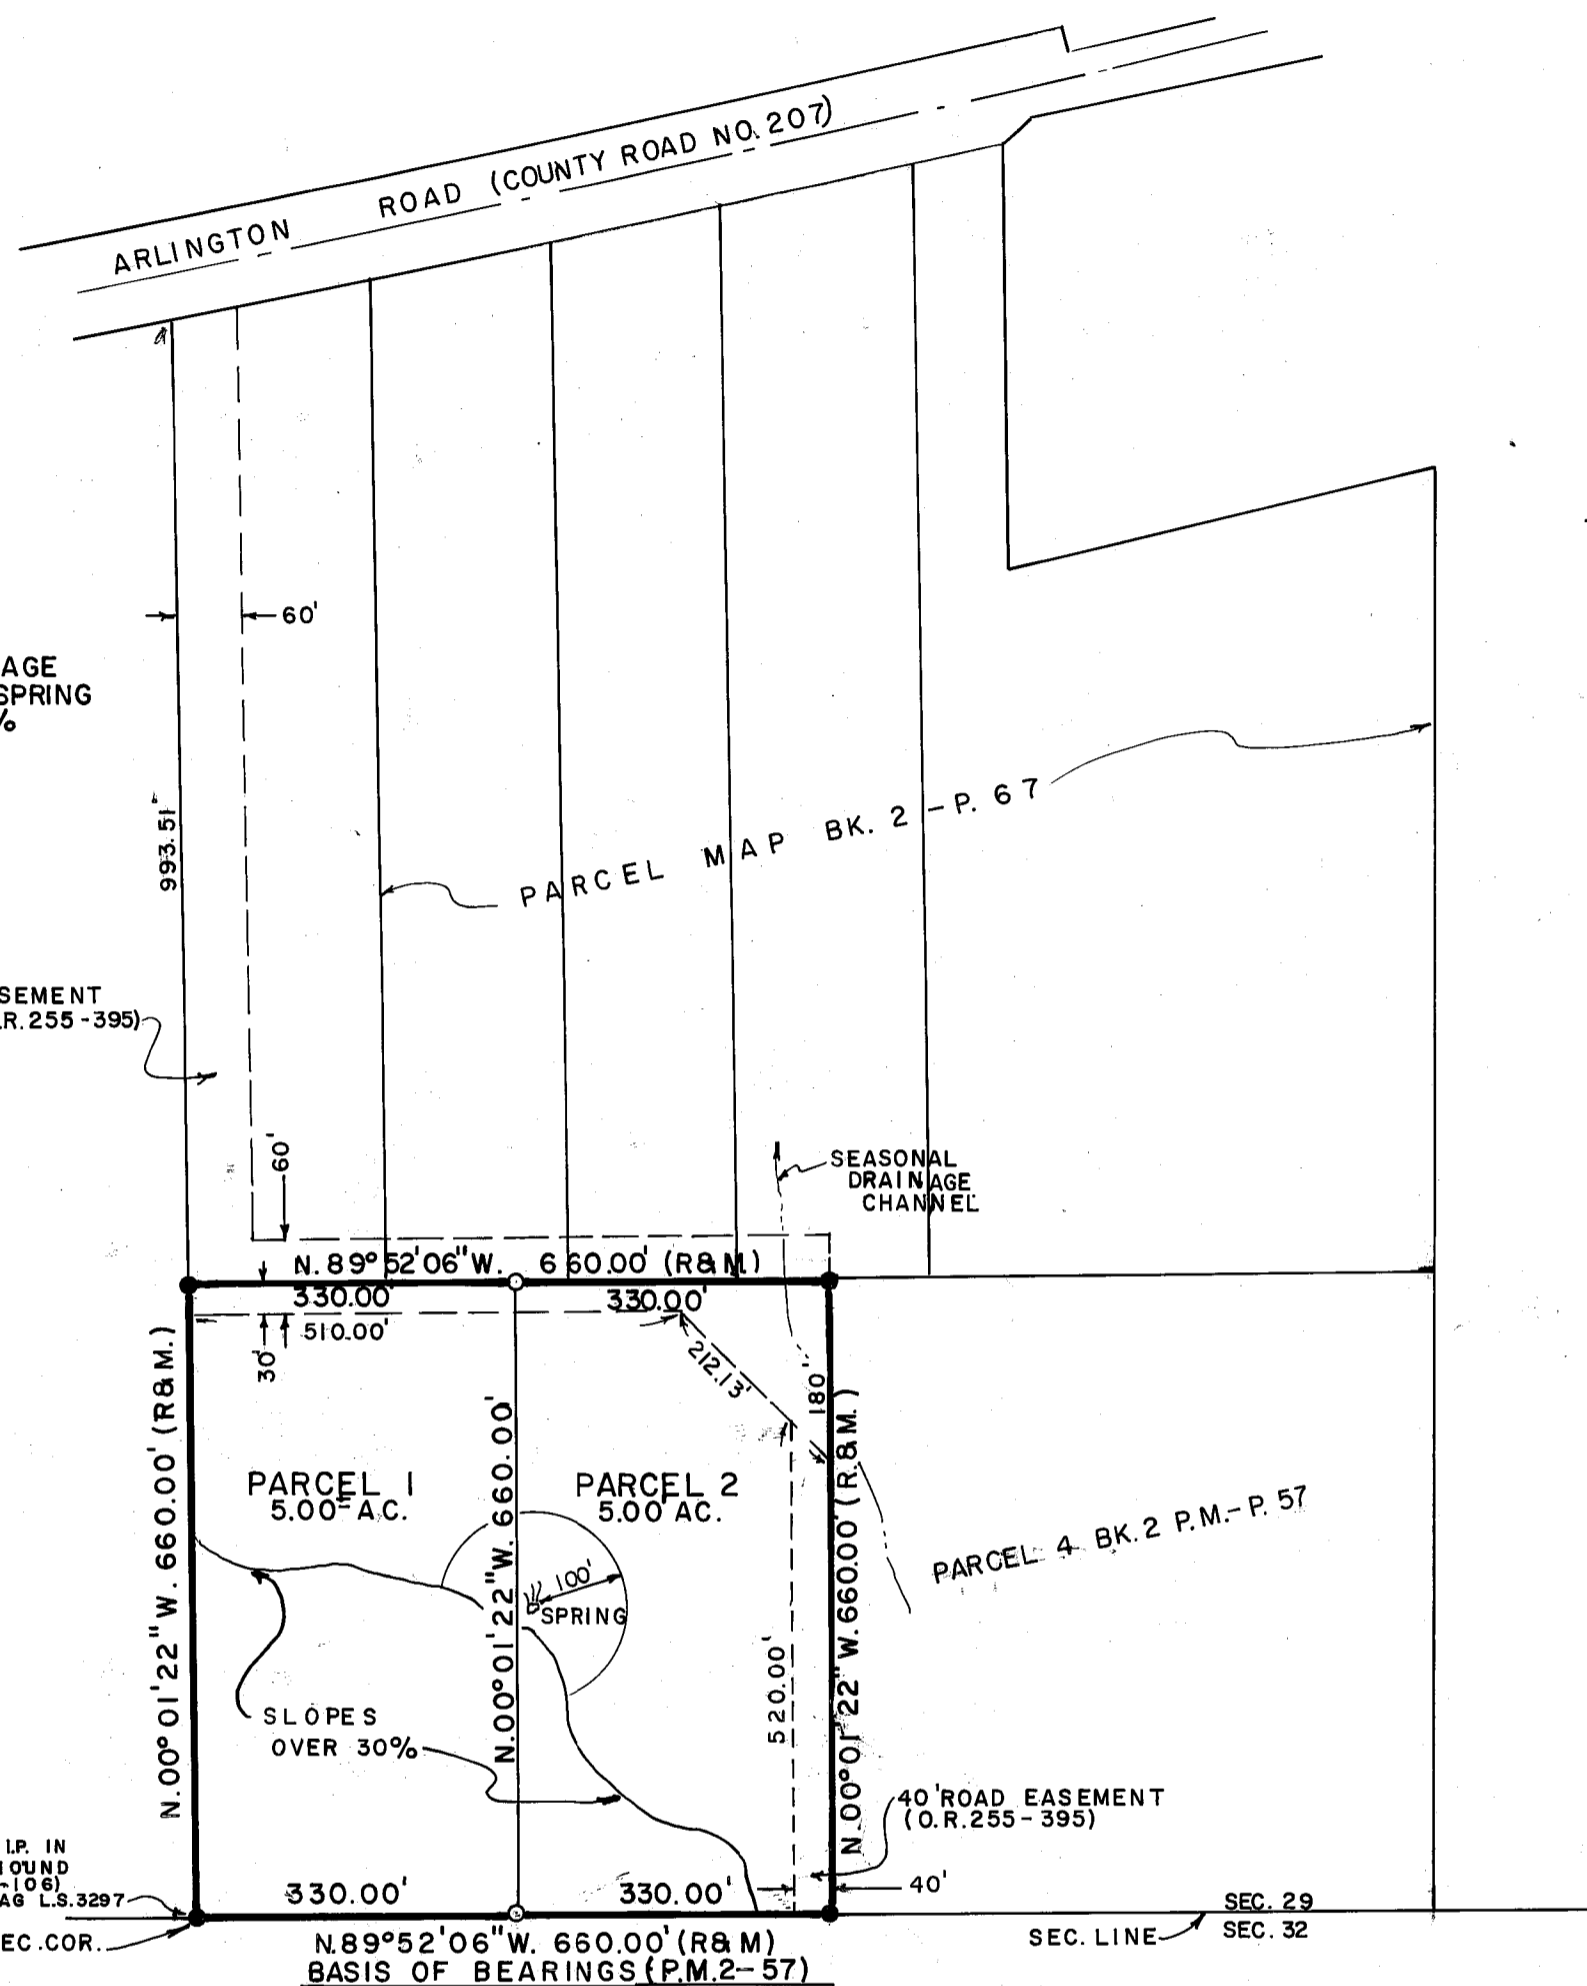 ARLINGTON ROAD (COUNTY ROAD NO. 207)
60'
AGE
SPRING
%
993.51'
PARCEL MAP BK. 2 - P. 67
SEMENT
.R. 255-395)
60'
SEASONAL
DRAINAGE
CHANNEL
N. 89° 52' 06" W. 660.00' (R & M)
330.00'
330.00'
510.00'
30'
212.13'
180'
N. 00° 01' 22" W. 660.00' (R & M.)
N. 00° 01' 22" W. 660.00'
N. 00° 01' 22" W. 660.00' (R. & M.)
PARCEL 1
5.00± A.C.
PARCEL 2
5.00 AC.
100'
SPRING
PARCEL 4 BK. 2 P.M. - P. 57
520.00'
SLOPES
OVER 30%
40' ROAD EASEMENT
(O.R. 255-395)
40'
I.P. IN
OUND
-106)
AG L.S. 3297
EC. COR.
330.00'
330.00'
SEC. 29
SEC. LINE
SEC. 32
N. 89° 52' 06" W. 660.00' (R & M)
BASIS OF BEARINGS (P.M. 2-57)